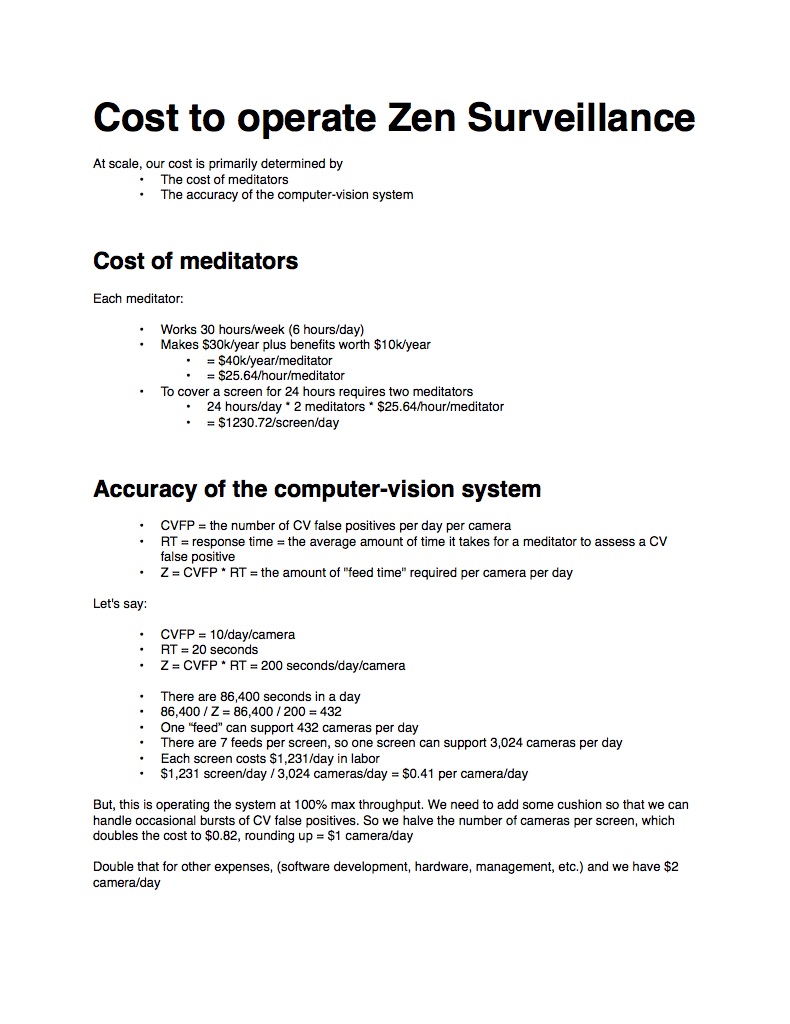 Cost to operate Zen Surveillance
At scale, our cost is primarily determined by
• The cost of meditators
• The accuracy of the computer-vision system
Cost of meditators
Each meditator:
• Works 30 hours/week (6 hours/day)
• Makes $30k/year plus benefits worth $10k/year
• = $40k/year/meditator
• = $25.64/hour/meditator
• To cover a screen for 24 hours requires two meditators
• 24 hours/day * 2 meditators * $25.64/hour/meditator
• = $1230.72/screen/day
Accuracy of the computer-vision system
• CVFP = the number of CV false positives per day per camera
• RT = response time = the average amount of time it takes for a meditator to assess a CV
false positive
• Z = CVFP * RT = the amount of "feed time" required per camera per day
Let's say:
• CVFP = 10/day/camera
• RT = 20 seconds
• Z = CVFP * RT = 200 seconds/day/camera
• There are 86,400 seconds in a day
• 86,400 / Z = 86,400 / 200 = 432
• One “feed” can support 432 cameras per day
• There are 7 feeds per screen, so one screen can support 3,024 cameras per day
• Each screen costs $1,231/day in labor
• $1,231 screen/day / 3,024 cameras/day = $0.41 per camera/day
But, this is operating the system at 100% max throughput. We need to add some cushion so that we can
handle occasional bursts of CV false positives. So we halve the number of cameras per screen, which
doubles the cost to $0.82, rounding up = $1 camera/day
Double that for other expenses, (software development, hardware, management, etc.) and we have $2
camera/day